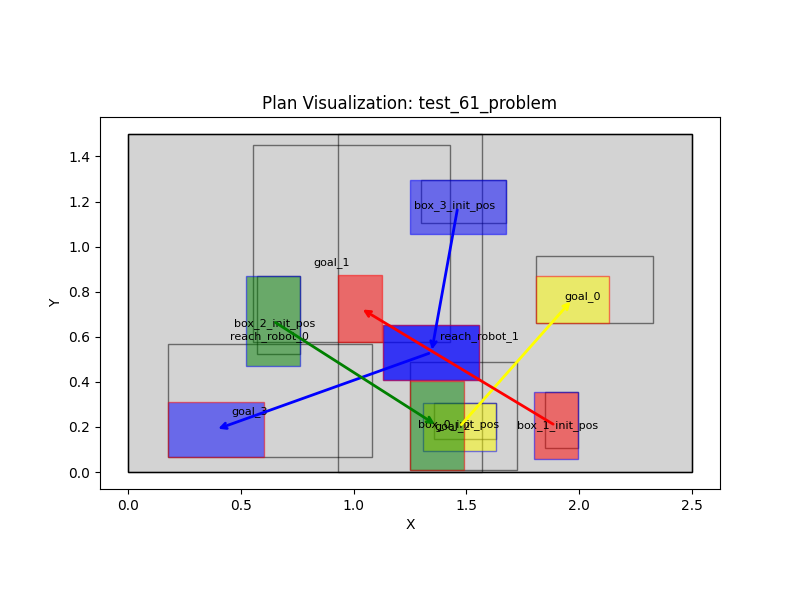 Plan Visualization: test_61_problem
1.4
1.2
1.0
0.8
0.6
0.4
0.2
0.0
Y
box_3_init_pos
goal_1
goal_0
box_2_init_pos
reach_robot_0
reach_robot_1
goal_3
box_0_init_pos
goal_2
box_1_init_pos
0.0 0.5 1.0 1.5 2.0 2.5
X